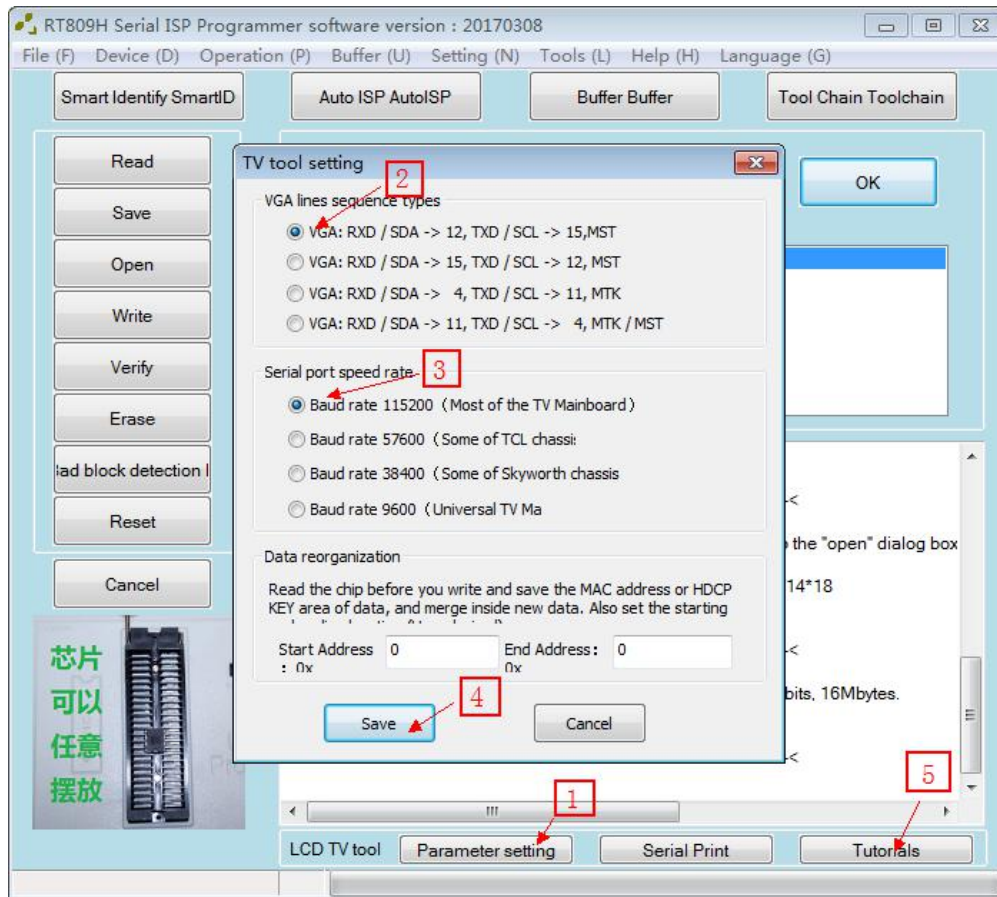 RT809H Serial ISP Programmer software version : 20170308
File (F) Device (D) Operation (P) Buffer (U) Setting (N) Tools (L) Help (H) Language (G)
Smart Identify SmartID
Auto ISP AutoISP
Buffer Buffer
Tool Chain Toolchain
Read
Save
Open
Write
Verify
Erase
Bad block detection
Reset
Cancel
芯片
可以
任意
摆放
TV tool setting
2
VGA lines sequence types
VGA: RXD / SDA -> 12, TXD / SCL -> 15,MST
VGA: RXD / SDA -> 15, TXD / SCL -> 12, MST
VGA: RXD / SDA -> 4, TXD / SCL -> 11, MTK
VGA: RXD / SDA -> 11, TXD / SCL -> 4, MTK / MST
Serial port speed rate
3
Baud rate 115200 (Most of the TV Mainboard)
Baud rate 57600 (Some of TCL chassis
Baud rate 38400 (Some of Skyworth chassis
Baud rate 9600 (Universal TV Ma
Data reorganization
Read the chip before you write and save the MAC address or HDCP
KEY area of data, and merge inside new data. Also set the starting
Start Address
: 0x
0
End Address:
0x
0
4
Save
Cancel
OK
-<
the "open" dialog box
14*18
-<
bits, 16Mbytes.
-<
1
5
LCD TV tool
Parameter setting
Serial Print
Tutorials